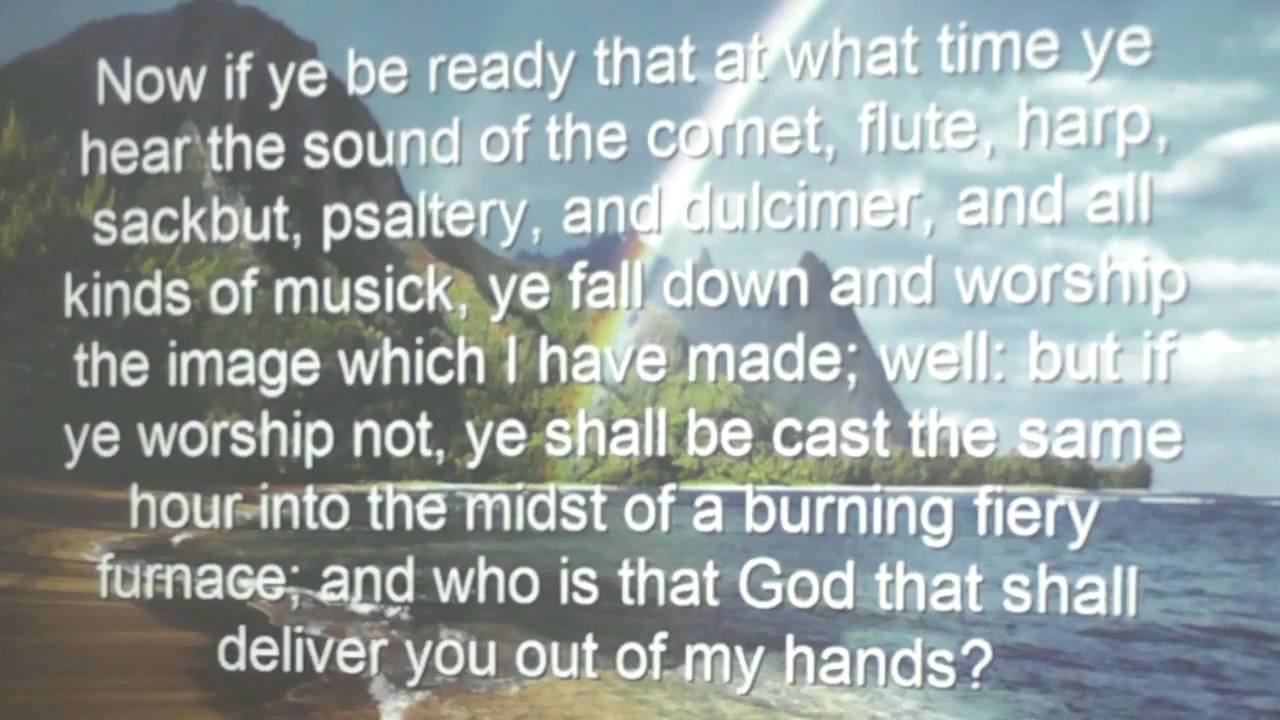 Now if ye be ready that at what time ye
hear the sound of the cornet, flute, harp,
sackbut, psaltery, and dulcimer, and all
kinds of musick, ye fall down and worship
the image which I have made; well: but if
ye worship not, ye shall be cast the same
hour into the midst of a burning fiery
furnace; and who is that God that shall
deliver you out of my hands?